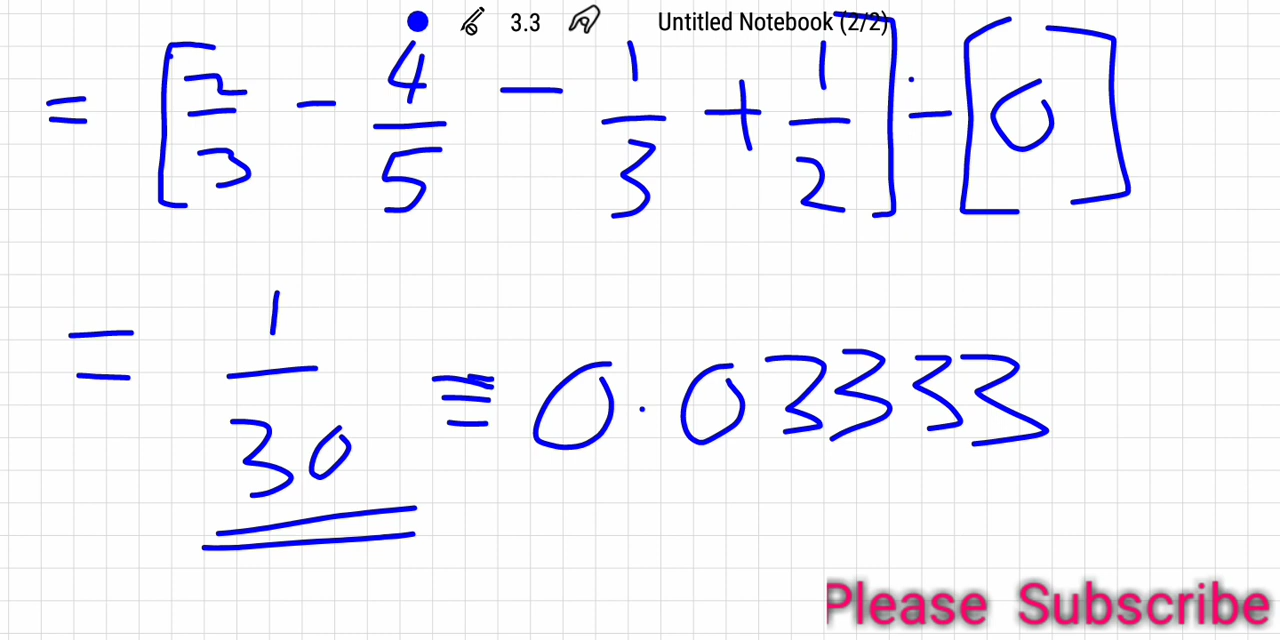 3.3 Untitled Notebook (2/2)
= [2/3 - 4/5 - 1/3 + 1/2] - [0]
= 1/30 ≡ 0.03333
Please Subscribe